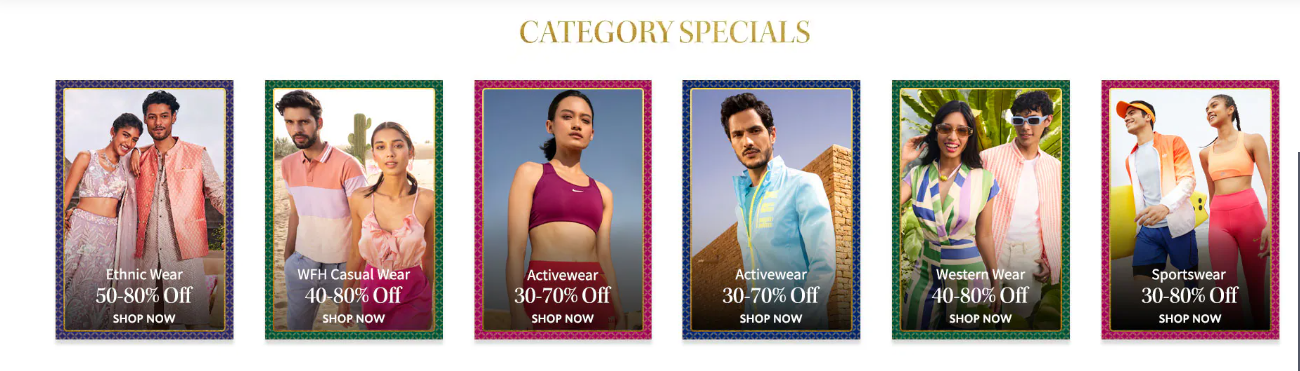 CATEGORY SPECIALS
Ethnic Wear
50-80% Off
SHOP NOW
WFH Casual Wear
40-80% Off
SHOP NOW
Activewear
30-70% Off
SHOP NOW
Activewear
30-70% Off
SHOP NOW
Western Wear
40-80% Off
SHOP NOW
Sportswear
30-80% Off
SHOP NOW